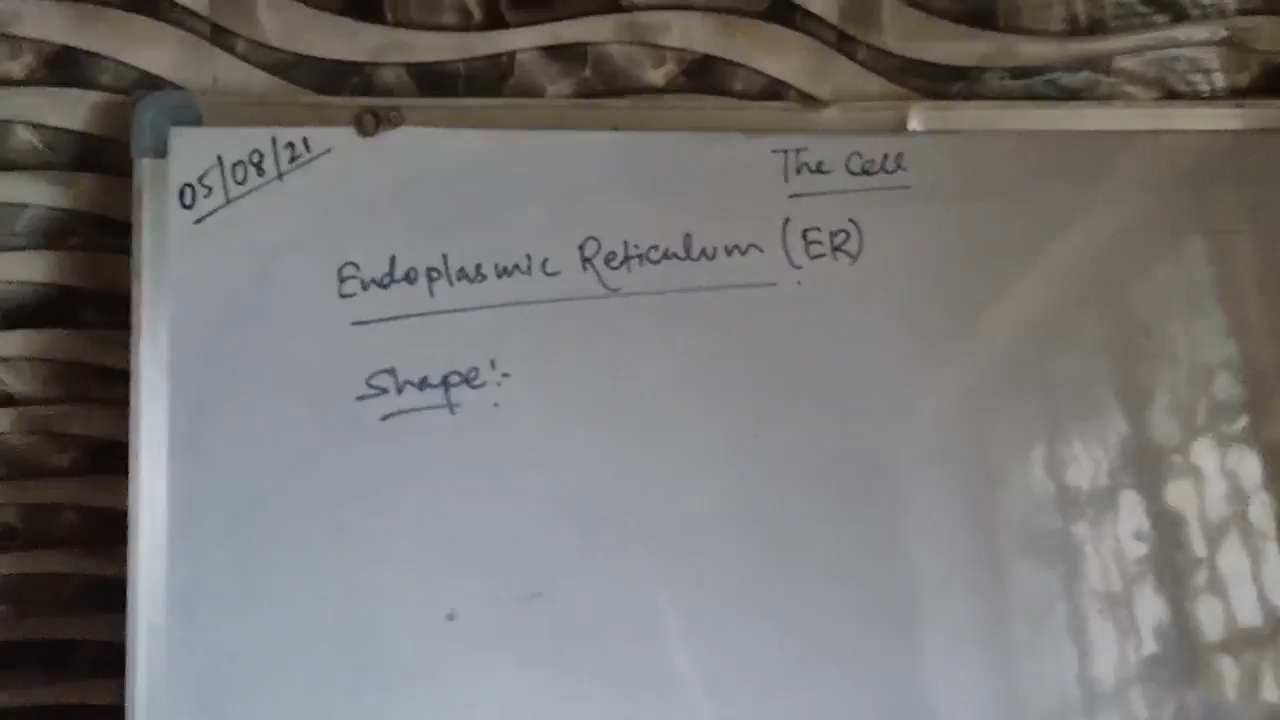 05/08/21
The Cell
Endoplasmic Reticulum (ER)
Shape:-